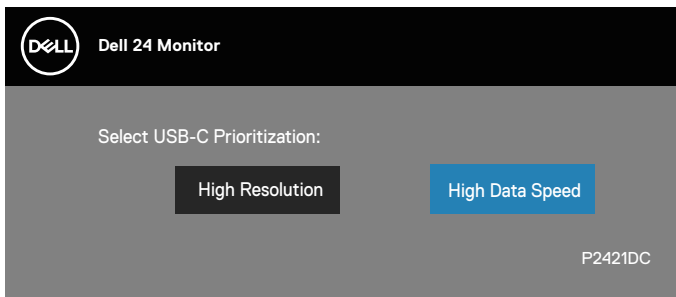 DELL
Dell 24 Monitor
Select USB-C Prioritization:
High Resolution
High Data Speed
P2421DC